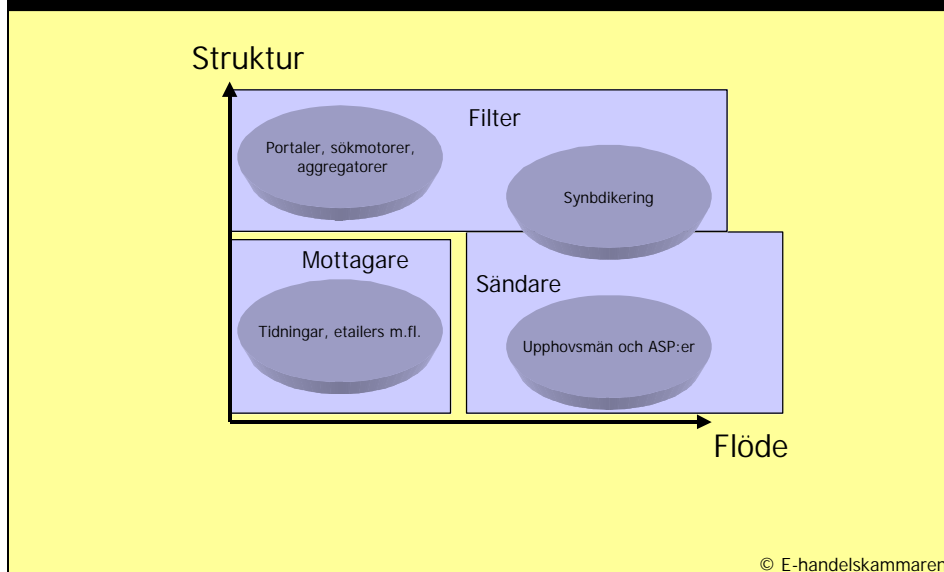 Struktur
Filter
Portaler, sökmotorer,
aggregatorer
Synbdikering
Mottagare
Sändare
Tidningar, etailers m.fl.
Upphovsmän och ASP:er
Flöde
© E-handelskammaren